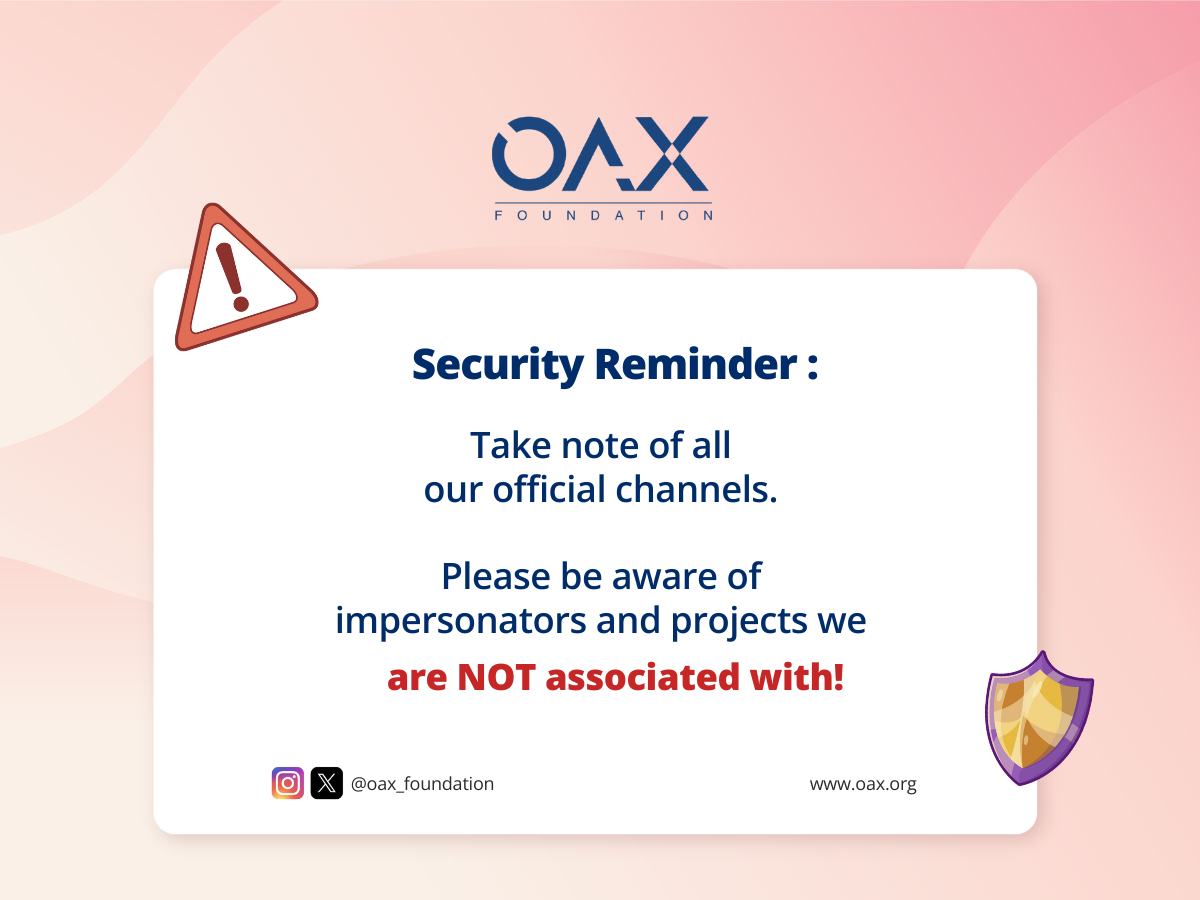 OAX
FOUNDATION
Security Reminder :
Take note of all
our official channels.
Please be aware of
impersonators and projects we
are NOT associated with!
@oax_foundation
www.oax.org